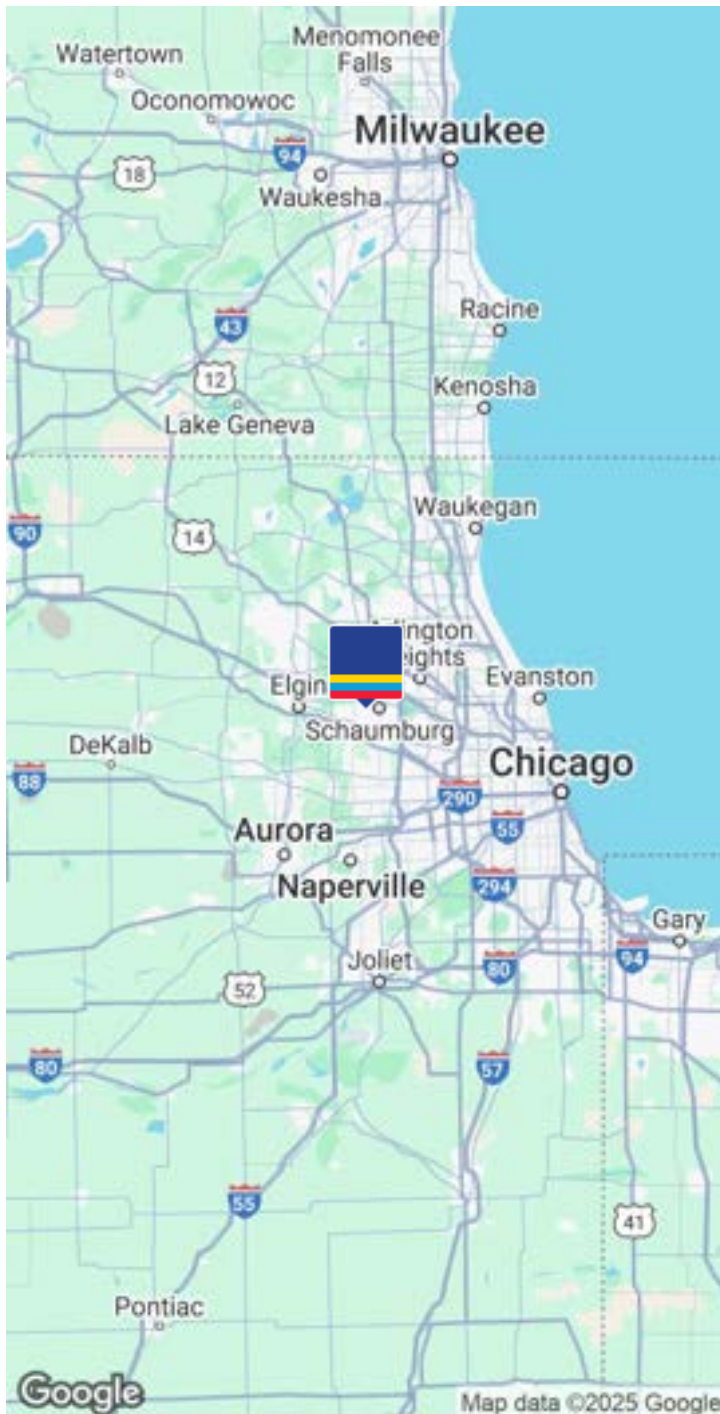 Menomonee
Falls
Watertown
Oconomowoc
Milwaukee
94
18
Waukesha
Racine
43
12
Kenosha
Lake Geneva
Waukegan
90
14
Elgin
Evanston
Schaumburg
DeKalb
Chicago
88
290
55
Aurora
Naperville
294
Gary
Joliet
94
80
52
80
57
55
41
Pontiac
Google
Map data ©2025 Google